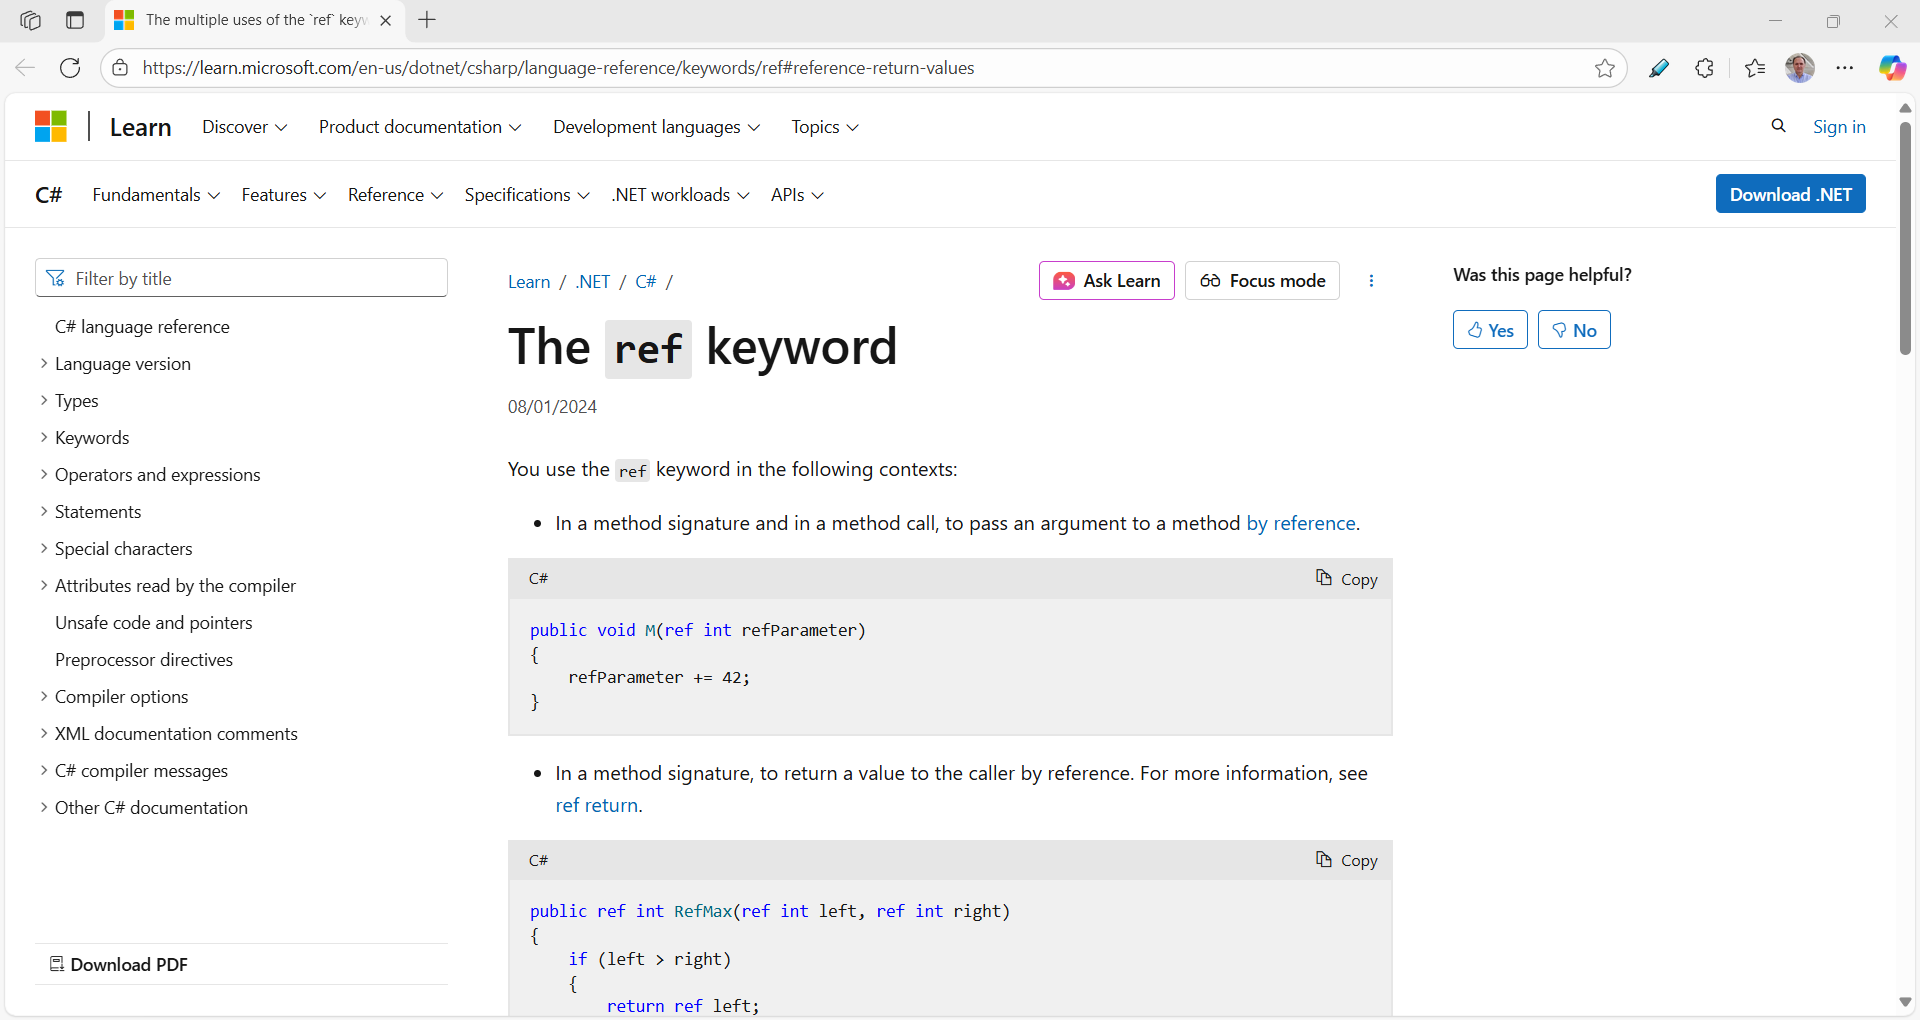 The multiple uses of the `ref` keyw
https://learn.microsoft.com/en-us/dotnet/csharp/language-reference/keywords/ref#reference-return-values
Learn Discover Product documentation Development languages Topics Sign in
C# Fundamentals Features Reference Specifications .NET workloads APIs Download .NET
Filter by title
C# language reference
Language version
Types
Keywords
Operators and expressions
Statements
Special characters
Attributes read by the compiler
Unsafe code and pointers
Preprocessor directives
Compiler options
XML documentation comments
C# compiler messages
Other C# documentation
Download PDF
Learn / .NET / C# /
Ask Learn Focus mode
The ref keyword
08/01/2024
You use the ref keyword in the following contexts:
• In a method signature and in a method call, to pass an argument to a method by reference.
C# Copy
public void M(ref int refParameter)
{
    refParameter += 42;
}
• In a method signature, to return a value to the caller by reference. For more information, see
ref return.
C# Copy
public ref int RefMax(ref int left, ref int right)
{
    if (left > right)
    {
        return ref left;
Was this page helpful?
Yes No